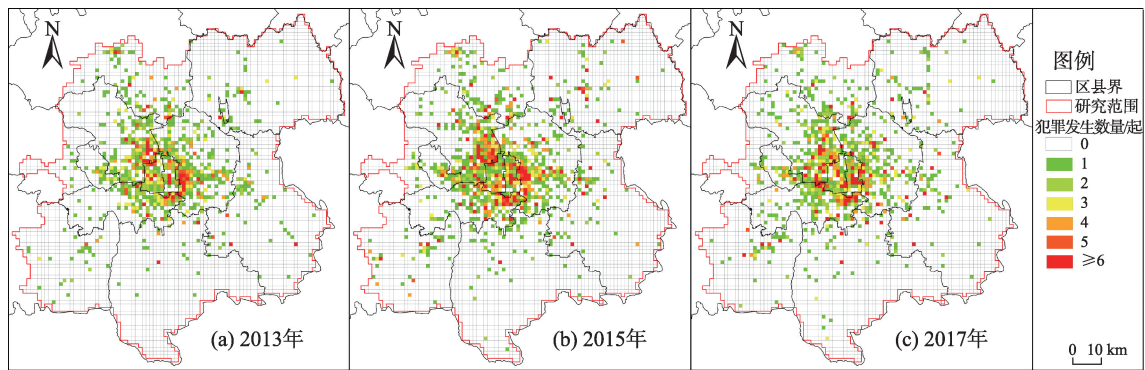 N
(a) 2013年
N
(b) 2015年
N
(c) 2017年
图例
区县界
研究范围
犯罪发生数量/起
0
1
2
3
4
5
≥6
0 10 km